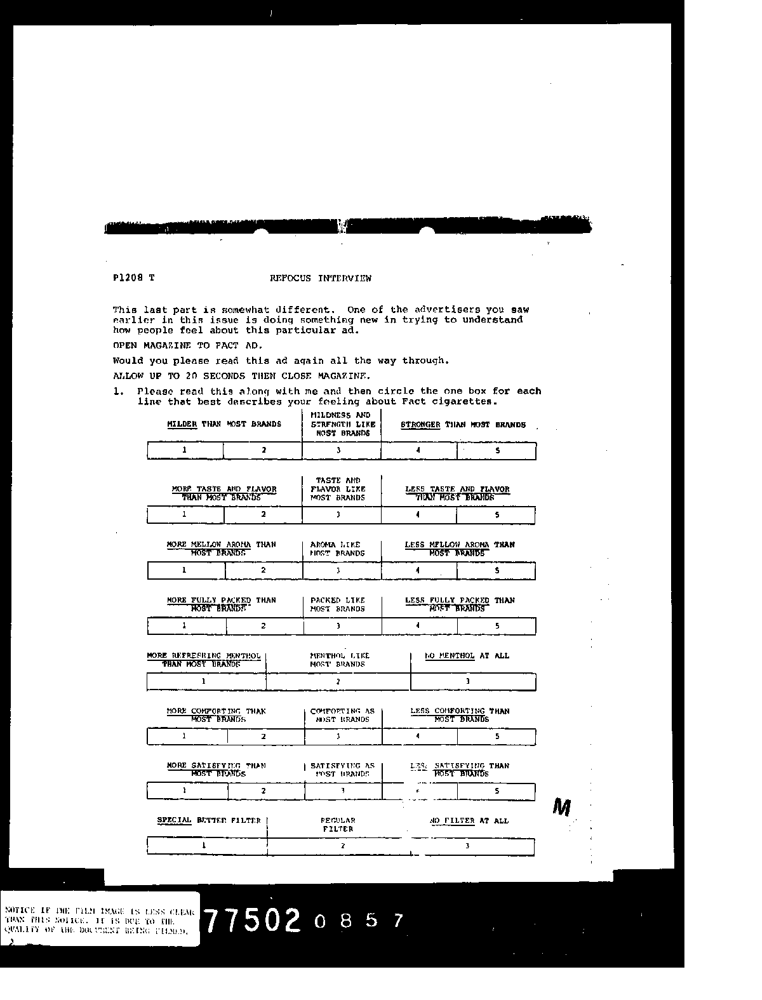 P1208 T REFOCUS INTERVIEW
This last part is somewhat different. One of the advertisers you saw
earlier in this issue is doing something new in trying to understand
how people feel about this particular ad.
OPEN MAGAZINE TO FACT AD.
Would you please read this ad again all the way through.
ALLOW UP TO 20 SECONDS THEN CLOSE MAGAZINE.
1. Please read this along with me and then circle the one box for each
line that best describes your feeling about Fact cigarettes.
MILDNESS AND
MILDER THAN MOST BRANDS STRENGTH LIKE STRONGER THAN MOST BRANDS
MOST BRANDS
1 2 3 4 5
TASTE AND
MORE TASTE AND FLAVOR FLAVOR LIKE LESS TASTE AND FLAVOR
THAN MOST BRANDS MOST BRANDS THAN MOST BRANDS
1 2 3 4 5
MORE MELLOW AROMA THAN AROMA LIKE LESS MELLOW AROMA THAN
MOST BRANDS MOST BRANDS MOST BRANDS
1 2 3 4 5
MORE FULLY PACKED THAN PACKED LIKE LESS FULLY PACKED THAN
MOST BRANDS MOST BRANDS MOST BRANDS
1 2 3 4 5
MORE REFRESHING MENTHOL MENTHOL LIKE NO MENTHOL AT ALL
THAN MOST BRANDS MOST BRANDS
1 2 3
MORE COMFORTING THAN COMFORTING AS LESS COMFORTING THAN
MOST BRANDS MOST BRANDS MOST BRANDS
1 2 3 4 5
MORE SATISFYING THAN SATISFYING AS LESS SATISFYING THAN
MOST BRANDS MOST BRANDS MOST BRANDS
1 2 3 4 5
SPECIAL BETTER FILTER REGULAR NO FILTER AT ALL
FILTER
1 2 3
M
NOTICE IF THE FILM IMAGE IS LESS CLEAR
THAN THIS NOTICE, IT IS DUE TO THE
QUALITY OF THE DOCUMENT BEING FILMED.
77502 0857